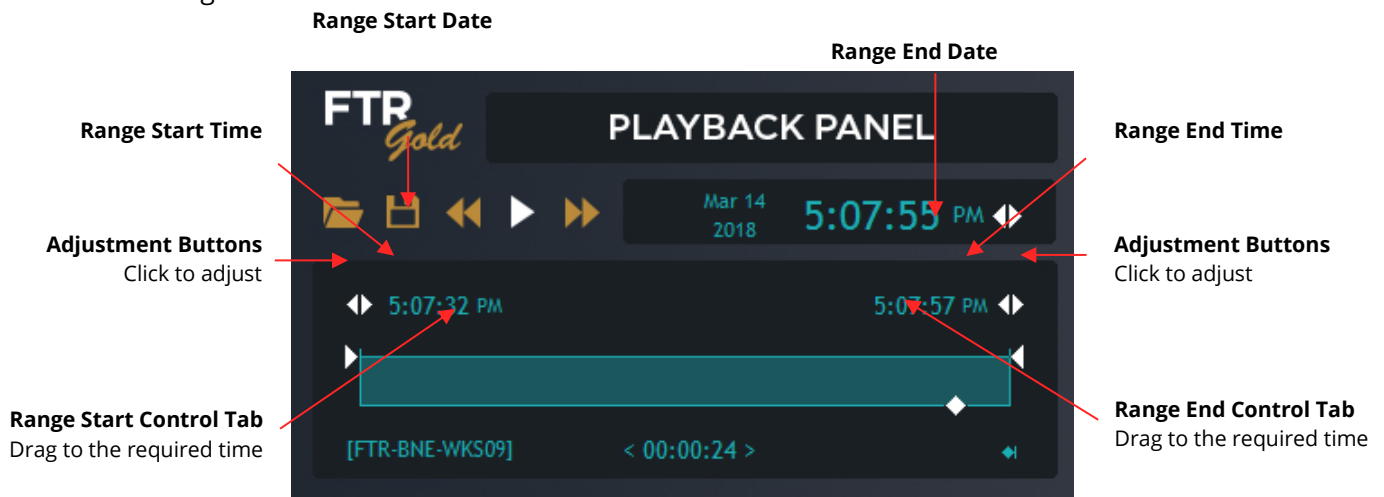 Range Start Date
Range End Date
Range Start Time
FTR
Gold
PLAYBACK PANEL
Range End Time
Mar 14
2018
5:07:55 PM
Adjustment Buttons
Click to adjust
Adjustment Buttons
Click to adjust
5:07:32 PM
5:07:57 PM
Range Start Control Tab
Drag to the required time
Range End Control Tab
Drag to the required time
[FTR-BNE-WKS09]
< 00:00:24 >